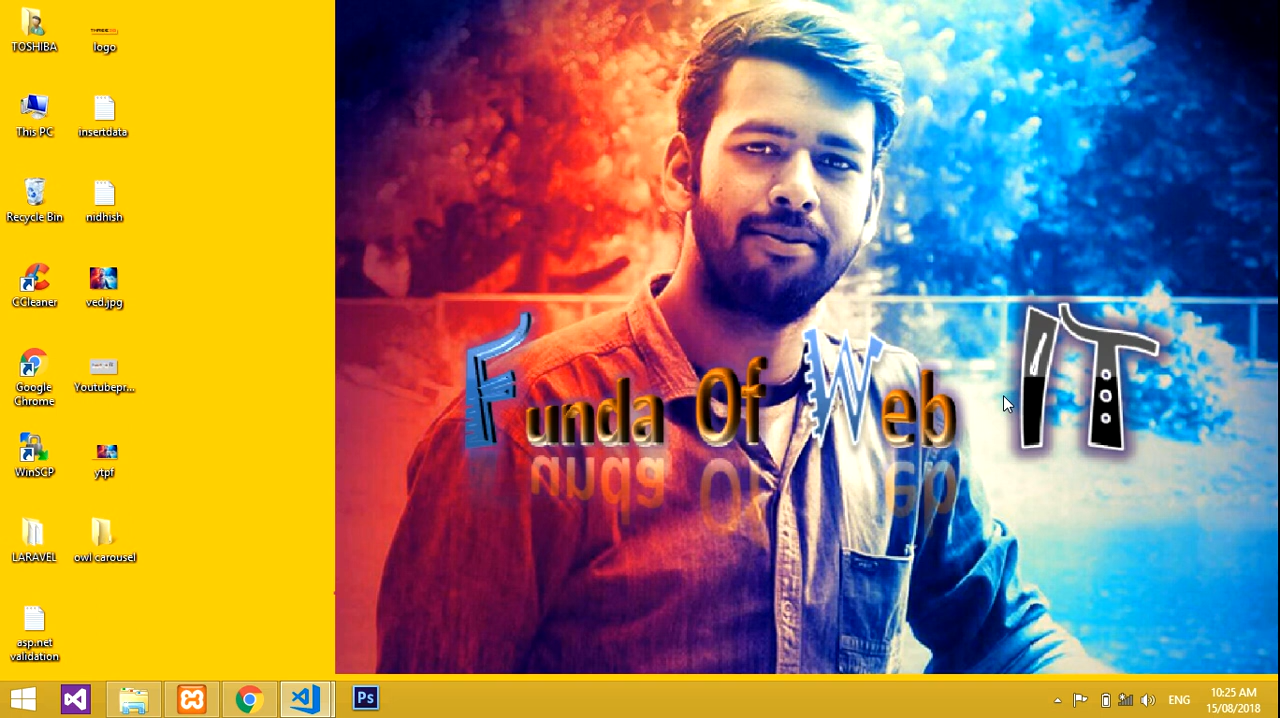 TOSHIBA
logo
This PC
insertdata
Recycle Bin
nidhish
CCleaner
ved.jpg
Google
Chrome
Youtubepr...
WinSCP
ytpf
LARAVEL
owl carousel
asp.net
validation
Funda Of Web IT
Ps
ENG
10:25 AM
15/08/2018